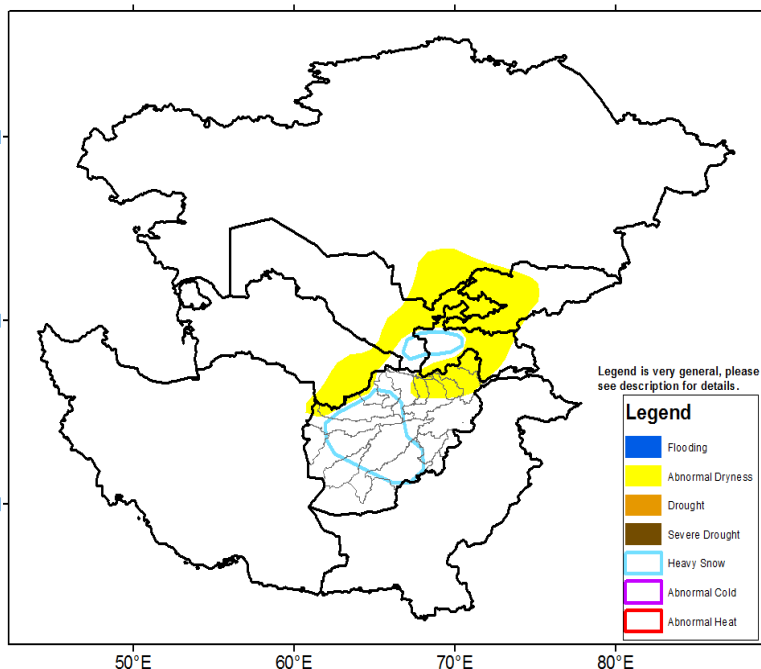 Legend is very general, please
see description for details.
Legend
Flooding
Abnormal Dryness
Drought
Severe Drought
Heavy Snow
Abnormal Cold
Abnormal Heat
50°E
60°E
70°E
80°E